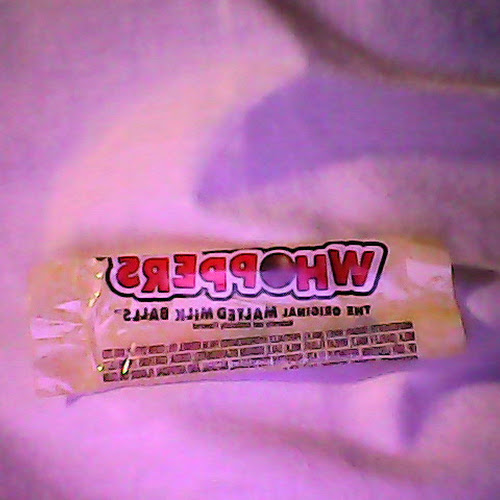 WHOPPERS
THE ORIGINAL MALTED MILK BALLS